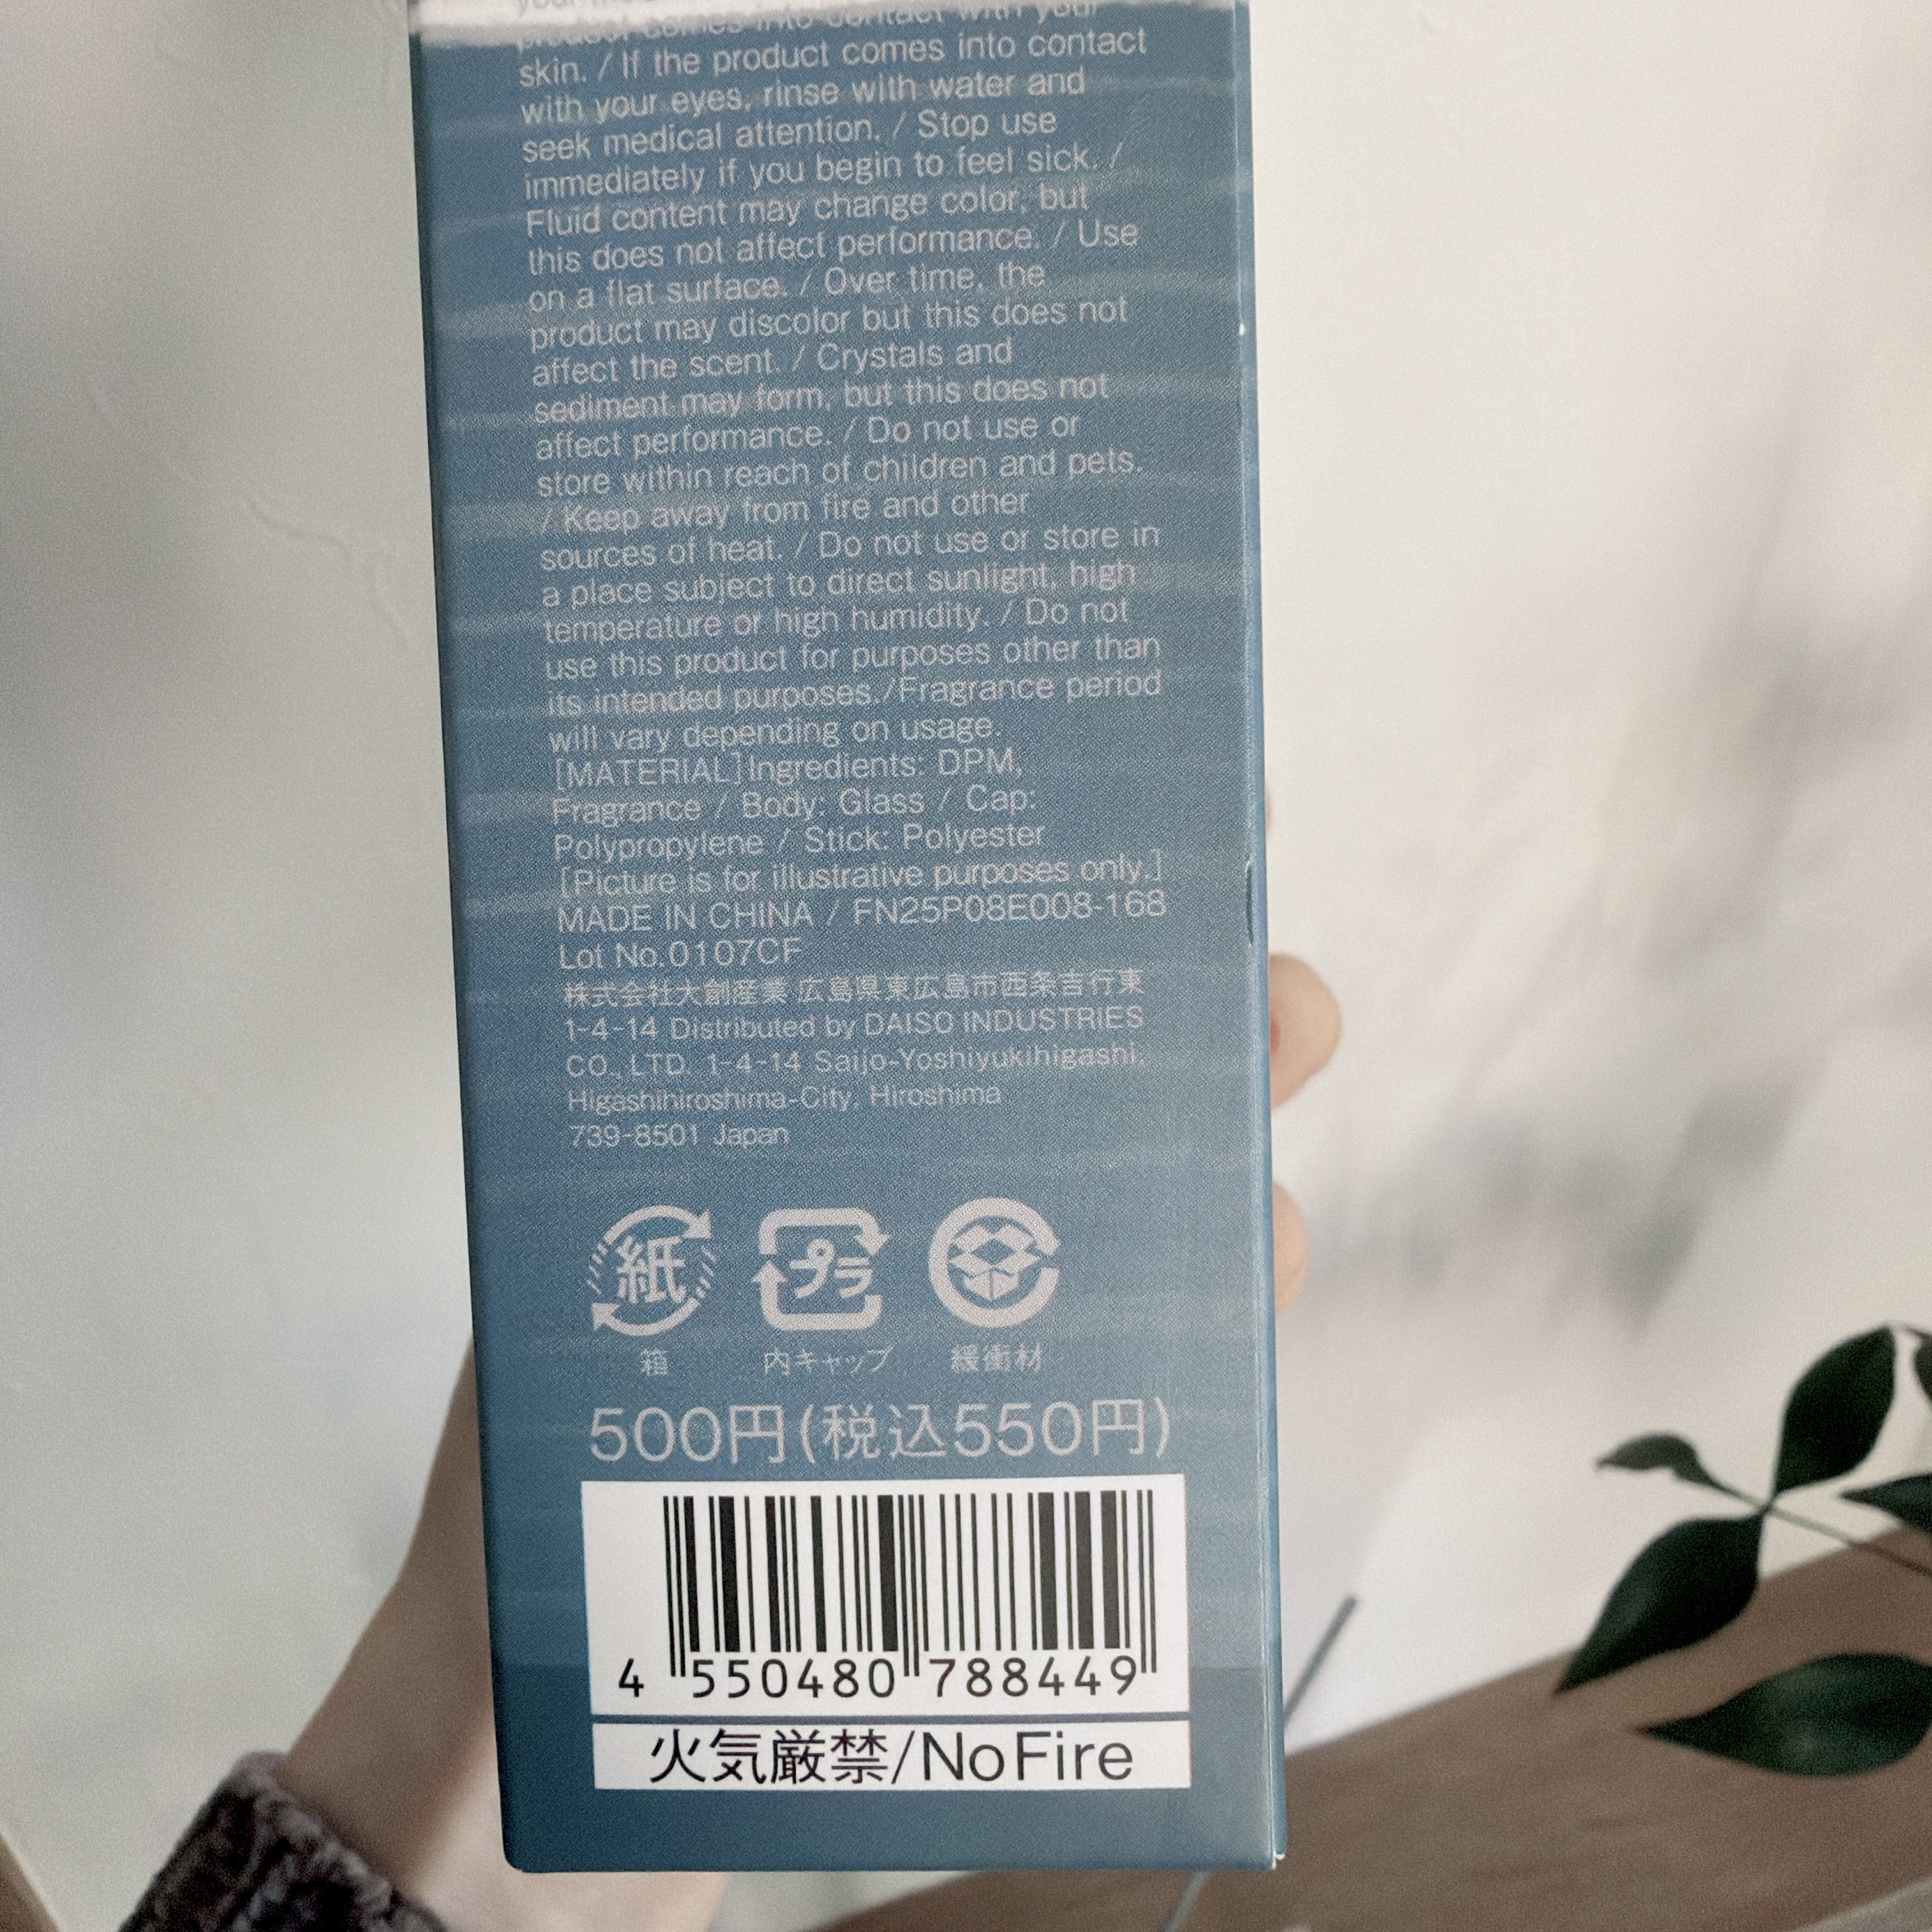 product comes into contact with your
skin. / If the product comes into contact
with your eyes, rinse with water and
seek medical attention. / Stop use
immediately if you begin to feel sick. /
Fluid content may change color, but
this does not affect performance. / Use
on a flat surface. / Over time, the
product may discolor but this does not
affect the scent. / Crystals and
sediment may form, but this does not
affect performance. / Do not use or
store within reach of children and pets.
/ Keep away from fire and other
sources of heat. / Do not use or store in
a place subject to direct sunlight, high
temperature or high humidity. / Do not
use this product for purposes other than
its intended purposes./Fragrance period
will vary depending on usage.
[MATERIAL]Ingredients: DPM,
Fragrance / Body: Glass / Cap:
Polypropylene / Stick: Polyester
[Picture is for illustrative purposes only.]
MADE IN CHINA / FN25P08E008-168
Lot No.0107CF
株式会社大創産業 広島県東広島市西条吉行東
1-4-14 Distributed by DAISO INDUSTRIES
CO., LTD. 1-4-14 Saijo-Yoshiyukihigashi,
Higashihiroshima-City, Hiroshima
739-8501 Japan
紙 プラ
箱 内キャップ 緩衝材
500円(税込550円)
4 550480 788449
火気厳禁/No Fire